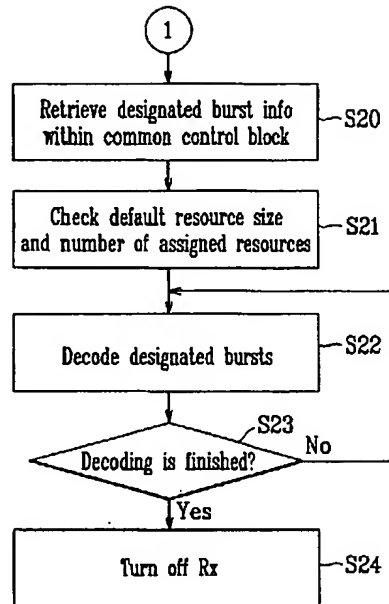 1
Retrieve designated burst info
within common control block
S20
Check default resource size
and number of assigned resources
S21
Decode designated bursts
S22
S23
Decoding is finished?
No
Yes
Turn off Rx
S24